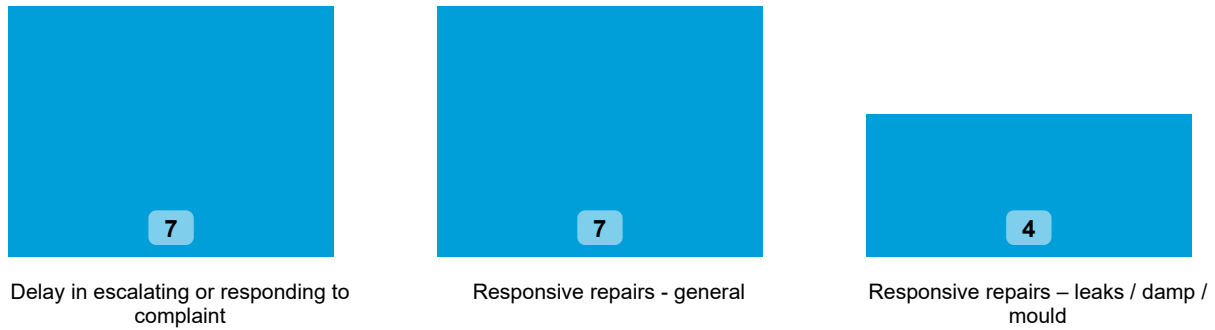 7
7
4
Delay in escalating or responding to
complaint
Responsive repairs - general
Responsive repairs – leaks / damp /
mould